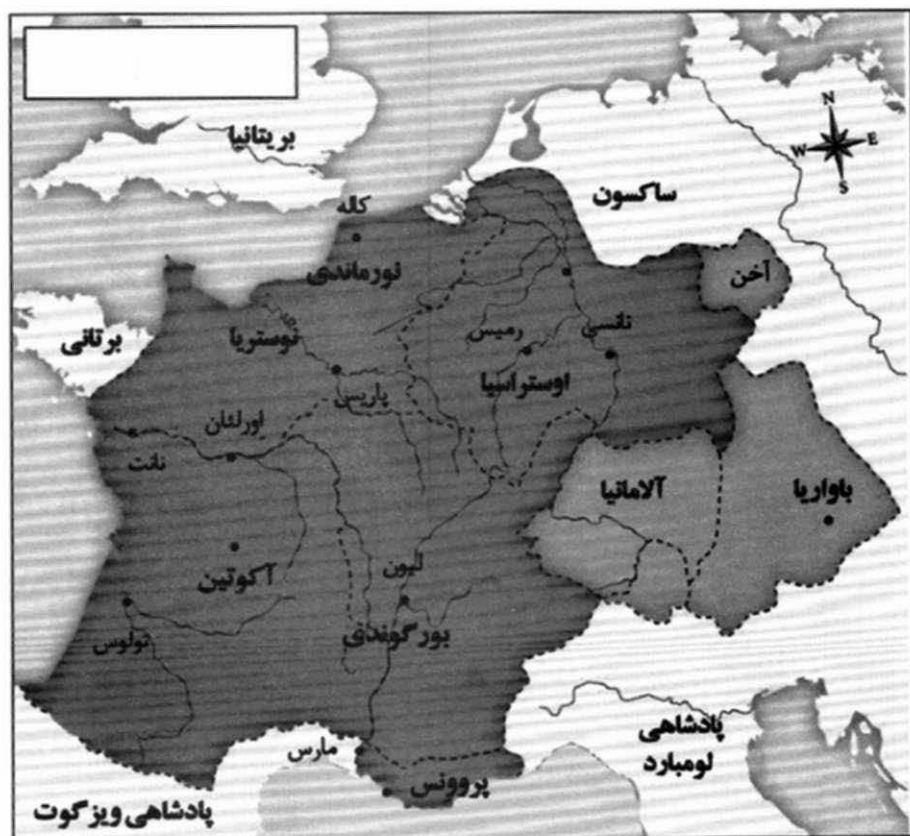 N
W
E
S
بریتانیا
ساکسون
کاله
نورماندی
آخن
برتانی
نوستریا
رمیس
نانسی
اوستراسیا
پاریس
اورلئان
نانت
آلامانیا
باواریا
آکوتین
لیون
بورگوندی
تولوس
مارس
پروونس
پادشاهی
لومبارد
پادشاهی ویزگوت